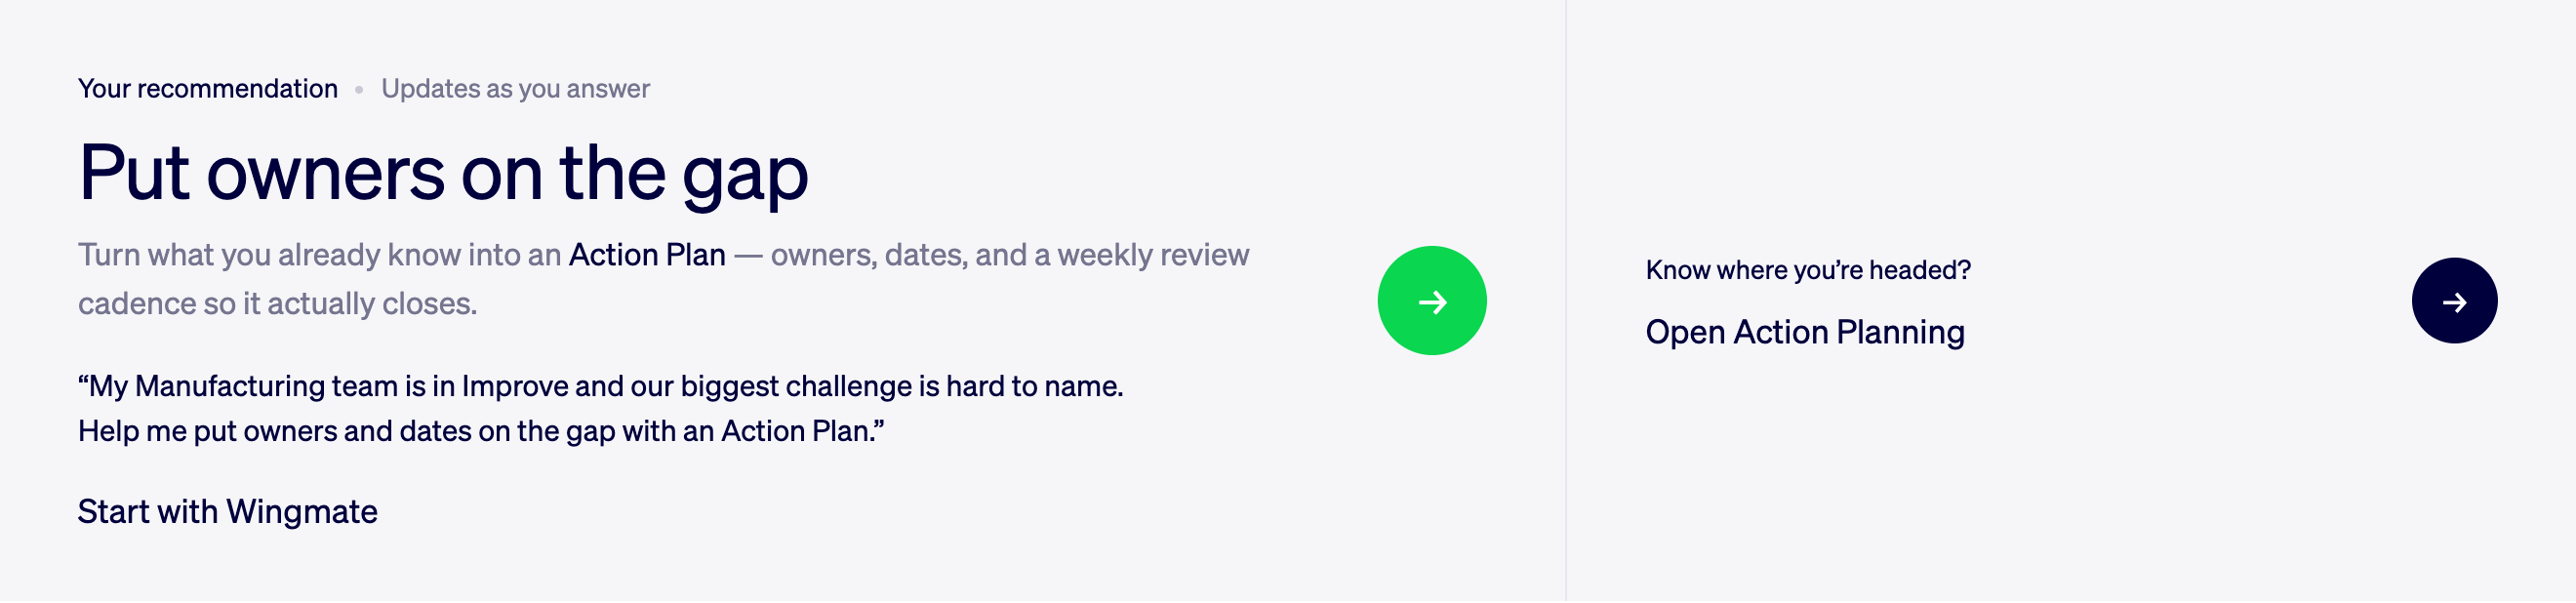 Your recommendation • Updates as you answer
Put owners on the gap
Turn what you already know into an Action Plan — owners, dates, and a weekly review
cadence so it actually closes.
“My Manufacturing team is in Improve and our biggest challenge is hard to name.
Help me put owners and dates on the gap with an Action Plan.”
Start with Wingmate
Know where you’re headed?
Open Action Planning